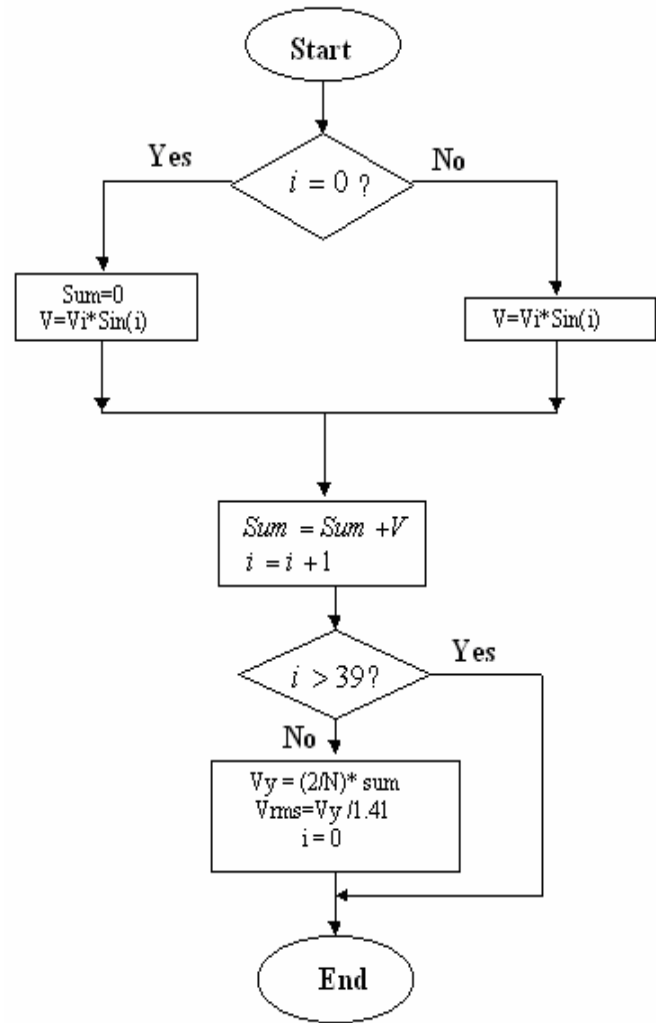 Start
Yes
No
i = 0 ?
Sum=0
V=Vi*Sin(i)
V=Vi*Sin(i)
Sum = Sum +V
i = i +1
i > 39?
Yes
No
Vy = (2/N)* sum
Vrms=Vy /1.41
i = 0
End